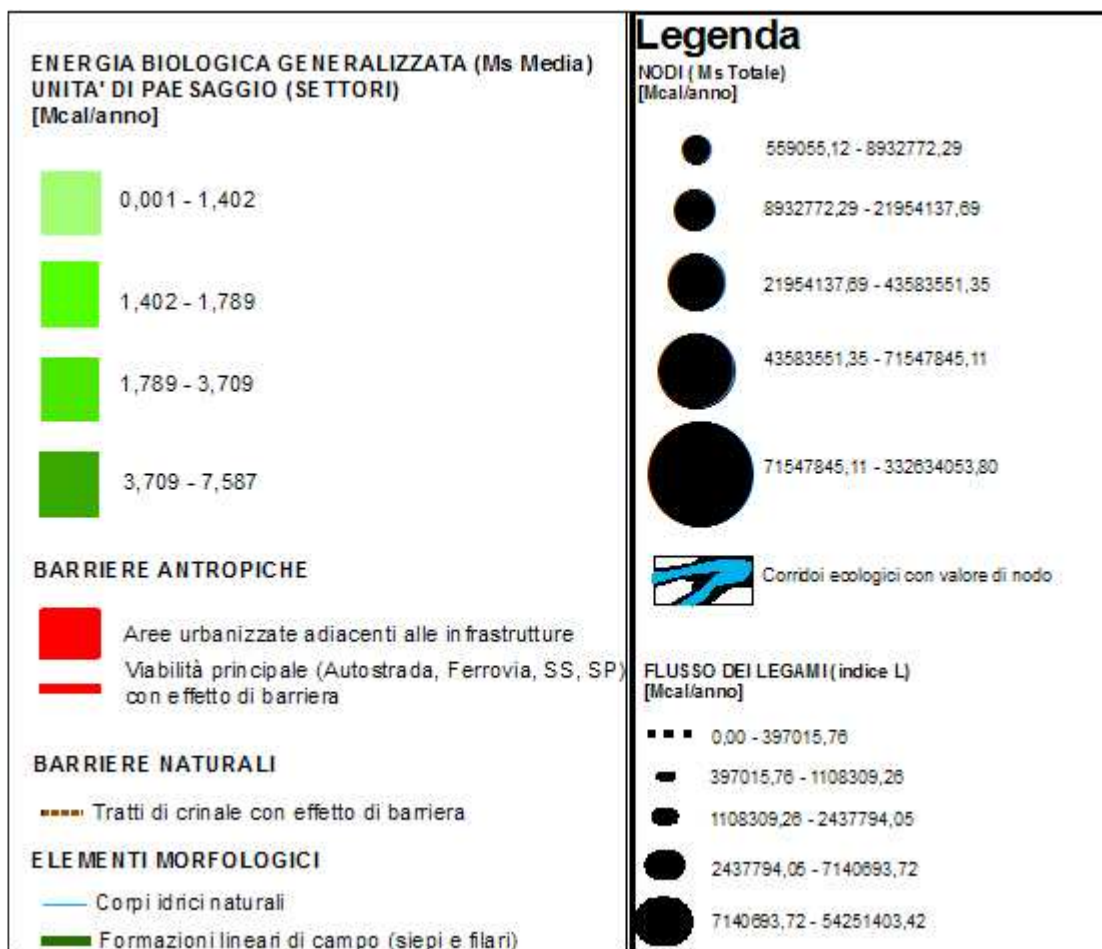 ENERGIA BIOLOGICA GENERALIZZATA (Ms Media)
UNITA' DI PAESAGGIO (SETTORI)
[Mcal/anno]
0,001 - 1,402
1,402 - 1,789
1,789 - 3,709
3,709 - 7,587
BARRIERE ANTROPICHE
Aree urbanizzate adiacenti alle infrastrutture
Viabilità principale (Autostrada, Ferrovia, SS, SP)
con effetto di barriera
BARRIERE NATURALI
Tratti di crinale con effetto di barriera
ELEMENTI MORFOLOGICI
Corpi idrici naturali
Formazioni lineari di campo (siepi e filari)
Legenda
NODI (Ms Totale)
[Mcal/anno]
559055,12 - 8932772,29
8932772,29 - 21954137,69
21954137,69 - 43583551,35
43583551,35 - 71547845,11
71547845,11 - 332634053,80
Corridoi ecologici con valore di nodo
FLUSSO DEI LEGAMI (indice L)
[Mcal/anno]
0,00 - 397015,76
397015,76 - 1108309,26
1108309,26 - 2437794,05
2437794,05 - 7140693,72
7140693,72 - 54251403,42